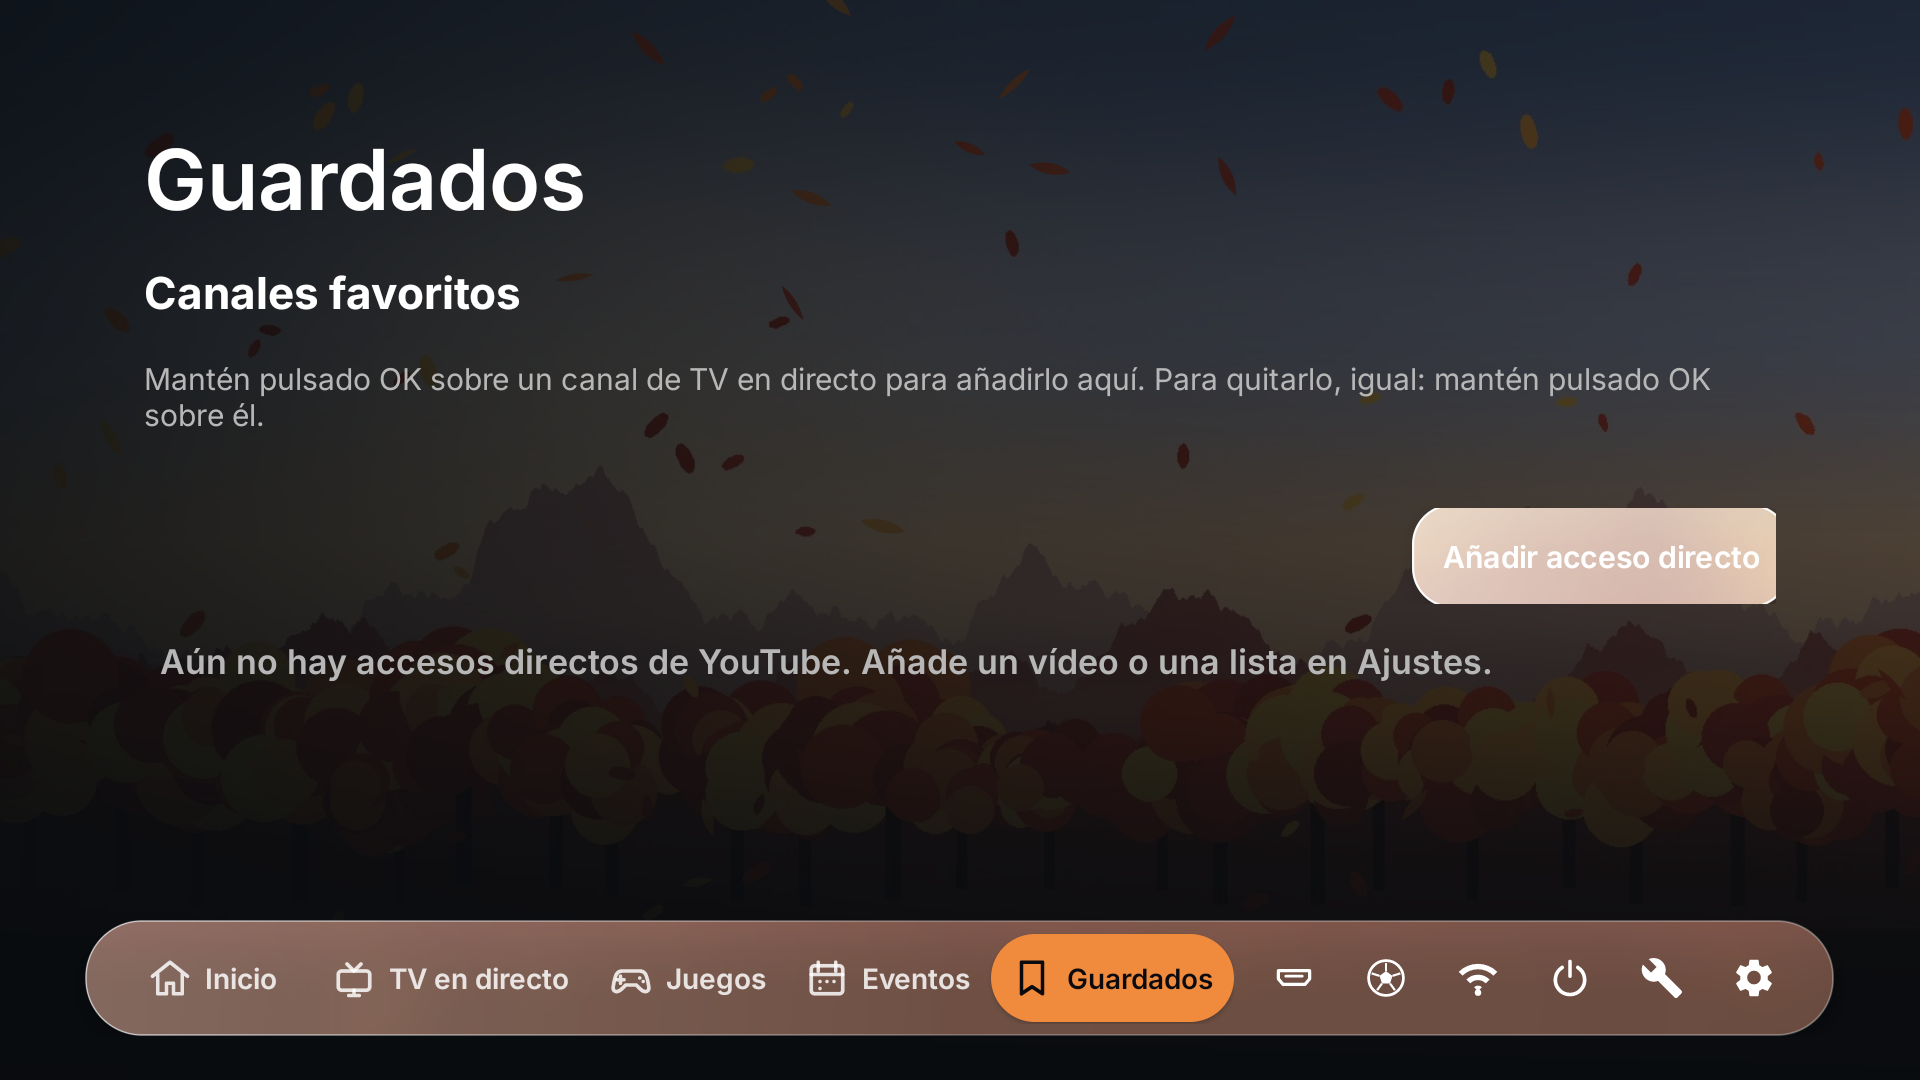 Guardados
Canales favoritos
Mantén pulsado OK sobre un canal de TV en directo para añadirlo aquí. Para quitarlo, igual: mantén pulsado OK
sobre él.
Añadir acceso directo
Aún no hay accesos directos de YouTube. Añade un vídeo o una lista en Ajustes.
Inicio
TV en directo
Juegos
Eventos
Guardados